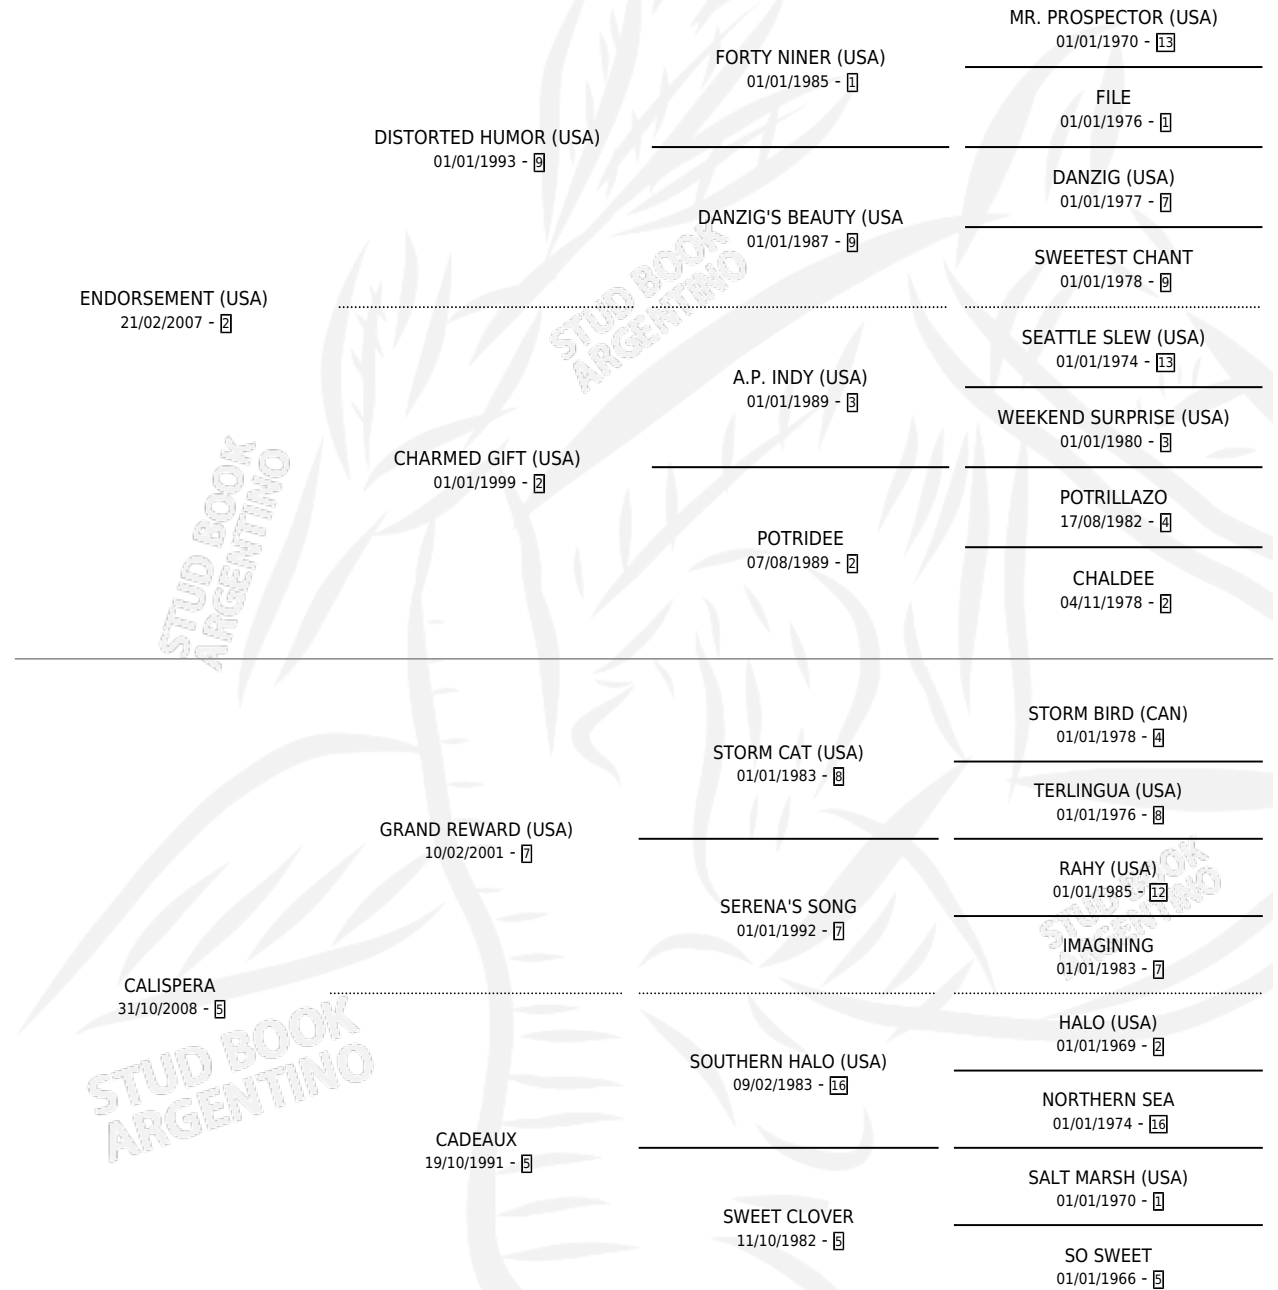 MR. PROSPECTOR (USA)
01/01/1970 - 13
FORTY NINER (USA)
01/01/1985 - 1
FILE
01/01/1976 - 1
DISTORTED HUMOR (USA)
01/01/1993 - 9
DANZIG (USA)
01/01/1977 - 7
DANZIG'S BEAUTY (USA
01/01/1987 - 9
SWEETEST CHANT
01/01/1978 - 9
ENDORSEMENT (USA)
21/02/2007 - 2
STUD BOOK
ARGENTINO
SEATTLE SLEW (USA)
01/01/1974 - 13
A.P. INDY (USA)
01/01/1989 - 3
WEEKEND SURPRISE (USA)
01/01/1980 - 3
CHARMED GIFT (USA)
01/01/1999 - 2
POTRILLAZO
17/08/1982 - 4
POTRIDEE
07/08/1989 - 2
CHALDEE
04/11/1978 - 2
STUD BOOK
ARGENTINO
STORM BIRD (CAN)
01/01/1978 - 4
STORM CAT (USA)
01/01/1983 - 8
TERLINGUA (USA)
01/01/1976 - 8
GRAND REWARD (USA)
10/02/2001 - 7
RAHY (USA)
01/01/1985 - 12
SERENA'S SONG
01/01/1992 - 7
IMAGINING
01/01/1983 - 7
STUD BOOK
ARGENTINO
CALISPERA
31/10/2008 - 5
HALO (USA)
01/01/1969 - 2
SOUTHERN HALO (USA)
09/02/1983 - 16
NORTHERN SEA
01/01/1974 - 16
STUD BOOK
ARGENTINO
CADEAUX
19/10/1991 - 5
SALT MARSH (USA)
01/01/1970 - 1
SWEET CLOVER
11/10/1982 - 5
SO SWEET
01/01/1966 - 5